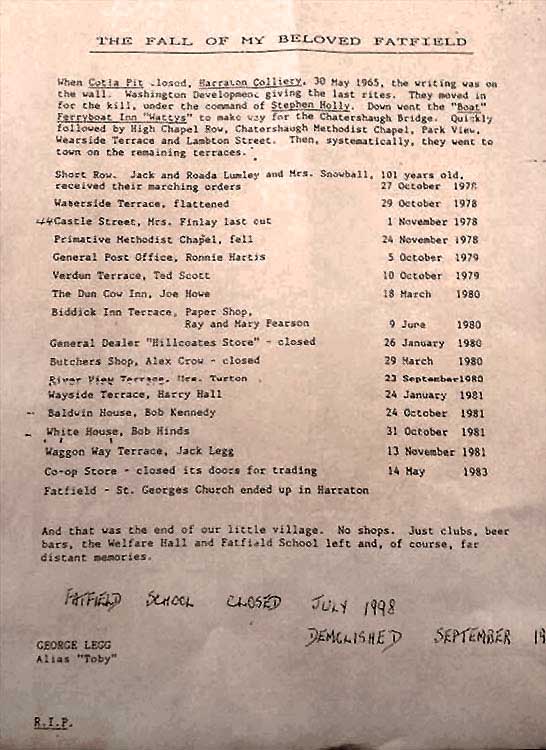 THE FALL OF MY BELOVED FATFIELD
When Cotia Pit closed, Harraton Colliery, 30 May 1965, the writing was on
the wall. Washington Development giving the last rites. They moved in
for the kill, under the command of Stephen Holly. Down went the "Boat"
Ferryboat Inn "Wattys" to make way for the Chatershaugh Bridge. Quickly
followed by High Chapel Row, Chatershaugh Methodist Chapel, Park View,
Wearside Terrace and Lambton Street. Then, systematically, they went to
town on the remaining terraces.
Short Row. Jack and Roada Lumley and Mrs. Snowball, 101 years old,
received their marching orders 27 October 1978
Waterside Terrace, flattened 29 October 1978
44 Castle Street, Mrs. Finlay last out 1 November 1978
Primative Methodist Chapel, fell 24 November 1978
General Post Office, Ronnie Hartis 5 October 1979
Verdun Terrace, Ted Scott 10 October 1979
The Dun Cow Inn, Joe Howe 18 March 1980
Biddick Inn Terrace, Paper Shop,
Ray and Mary Pearson 9 June 1980
General Dealer "Hillcoates Store" - closed 26 January 1980
Butchers Shop, Alex Crow - closed 29 March 1980
River View Terrace, Mrs. Turton 23 September 1980
Wayside Terrace, Harry Hall 24 January 1981
Baldwin House, Bob Kennedy 24 October 1981
White House, Bob Hinds 31 October 1981
Waggon Way Terrace, Jack Legg 13 November 1981
Co-op Store - closed its doors for trading 14 May 1983
Fatfield - St. Georges Church ended up in Harraton
And that was the end of our little village. No shops. Just clubs, beer
bars, the Welfare Hall and Fatfield School left and, of course, far
distant memories.
FATFIELD SCHOOL CLOSED JULY 1998
DEMOLISHED SEPTEMBER 19
GEORGE LEGG
Alias "Toby"
R.I.P.